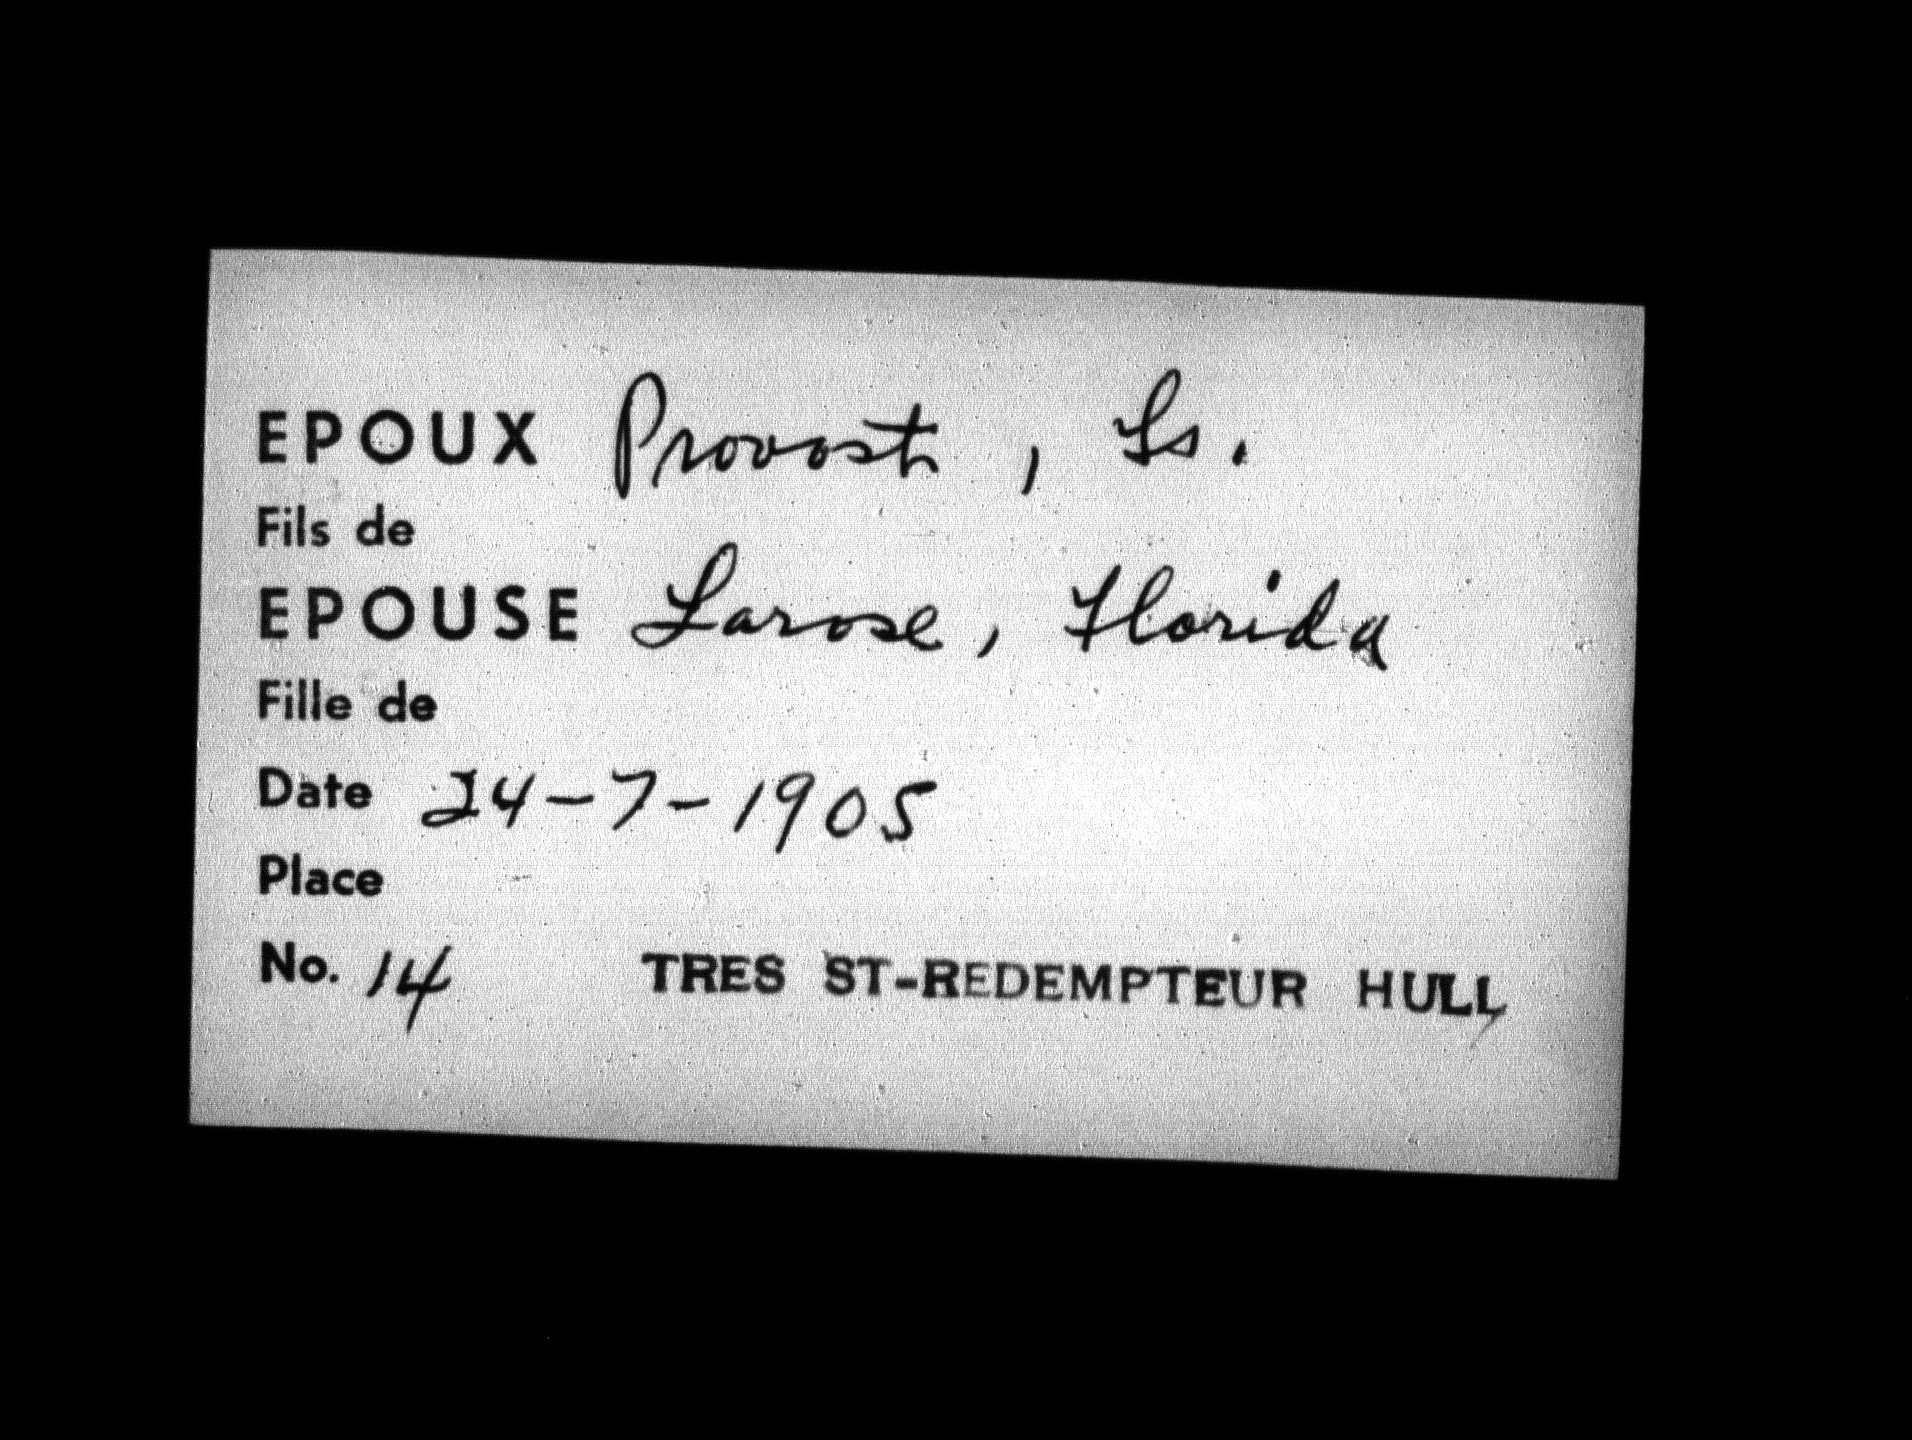 EPOUX Provost, Ls.
Fils de
EPOUSE Larose, Florida
Fille de
Date 24-7-1905
Place
No. 14 TRES ST-REDEMPTEUR HULL